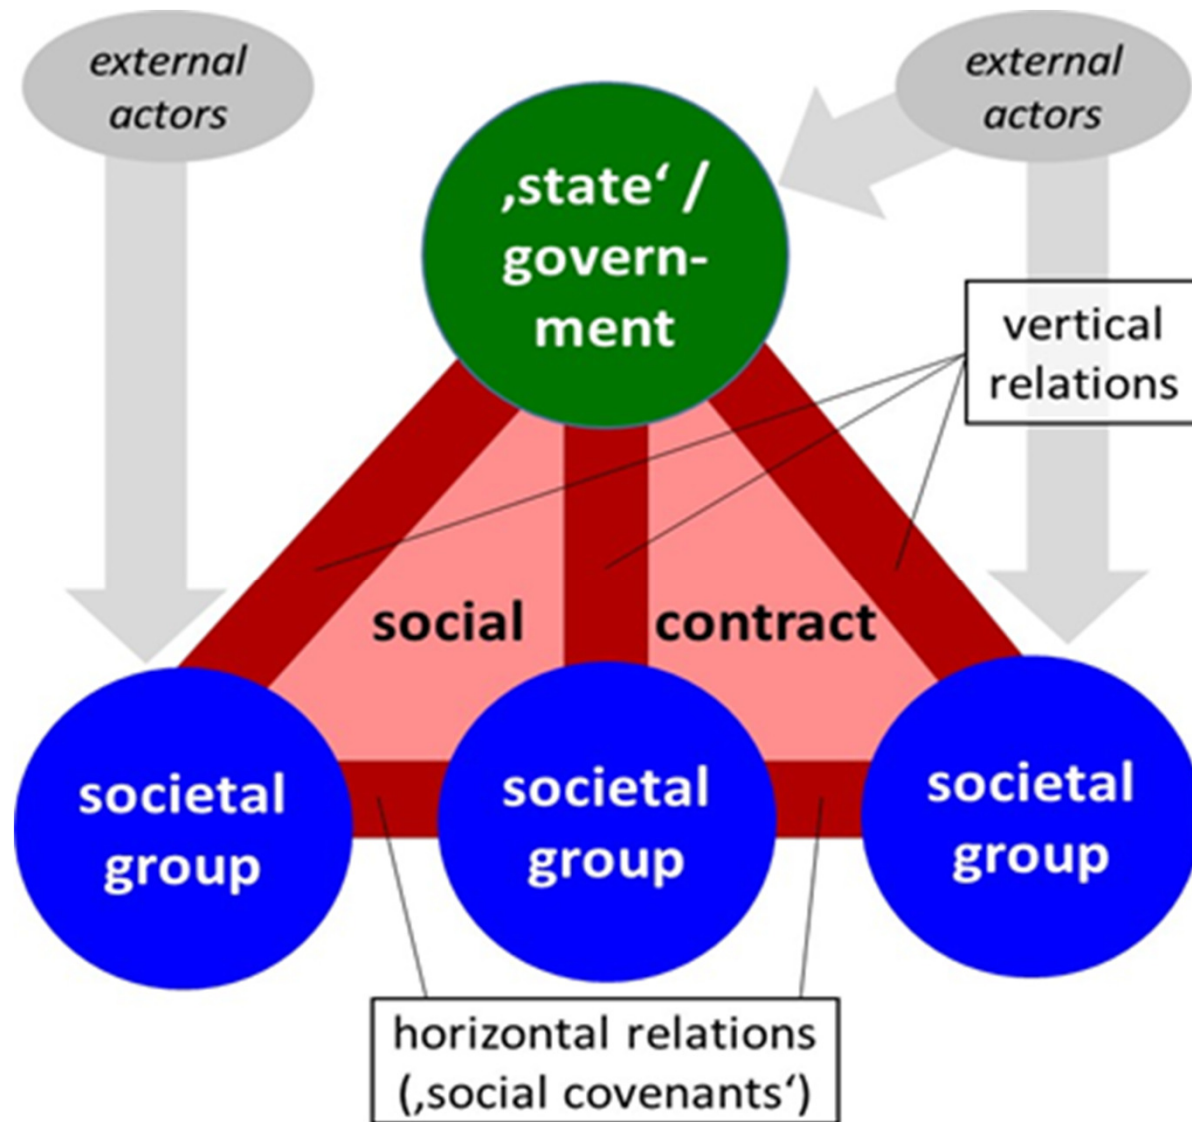 external
actors
external
actors
‚state‘ /
govern-
ment
vertical
relations
social
contract
societal
group
societal
group
societal
group
horizontal relations
(‚social covenants‘)